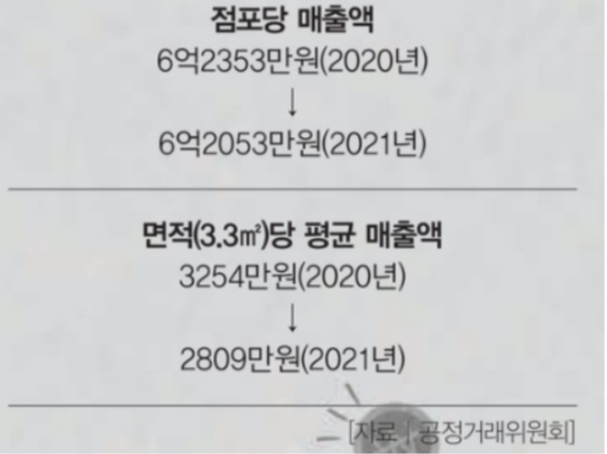 점포당 매출액
6억2353만원(2020년)
↓
6억2053만원(2021년)
면적(3.3㎡)당 평균 매출액
3254만원(2020년)
↓
2809만원(2021년)
[자료 | 공정거래위원회]